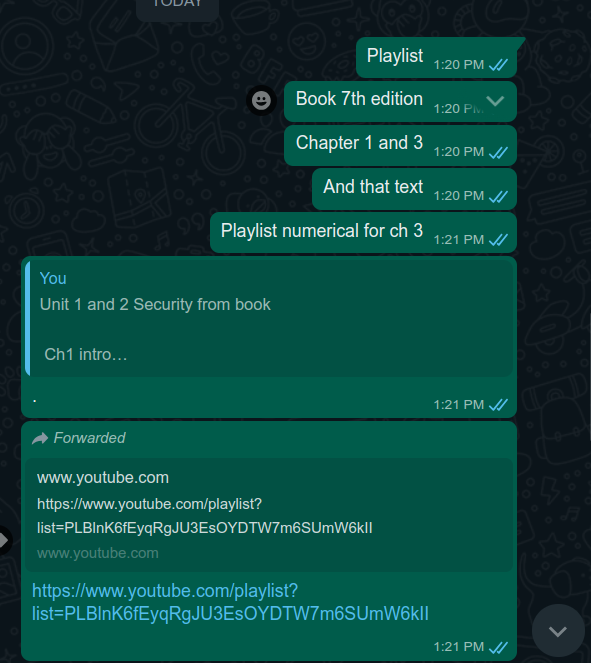 TODAY
Playlist 1:20 PM
Book 7th edition 1:20 PM
Chapter 1 and 3 1:20 PM
And that text 1:20 PM
Playlist numerical for ch 3 1:21 PM
You
Unit 1 and 2 Security from book
Ch1 intro…
. 1:21 PM
Forwarded
www.youtube.com
https://www.youtube.com/playlist?
list=PLBlnK6fEyqRgJU3EsOYDTW7m6SUmW6kII
www.youtube.com
https://www.youtube.com/playlist?
list=PLBlnK6fEyqRgJU3EsOYDTW7m6SUmW6kII
1:21 PM